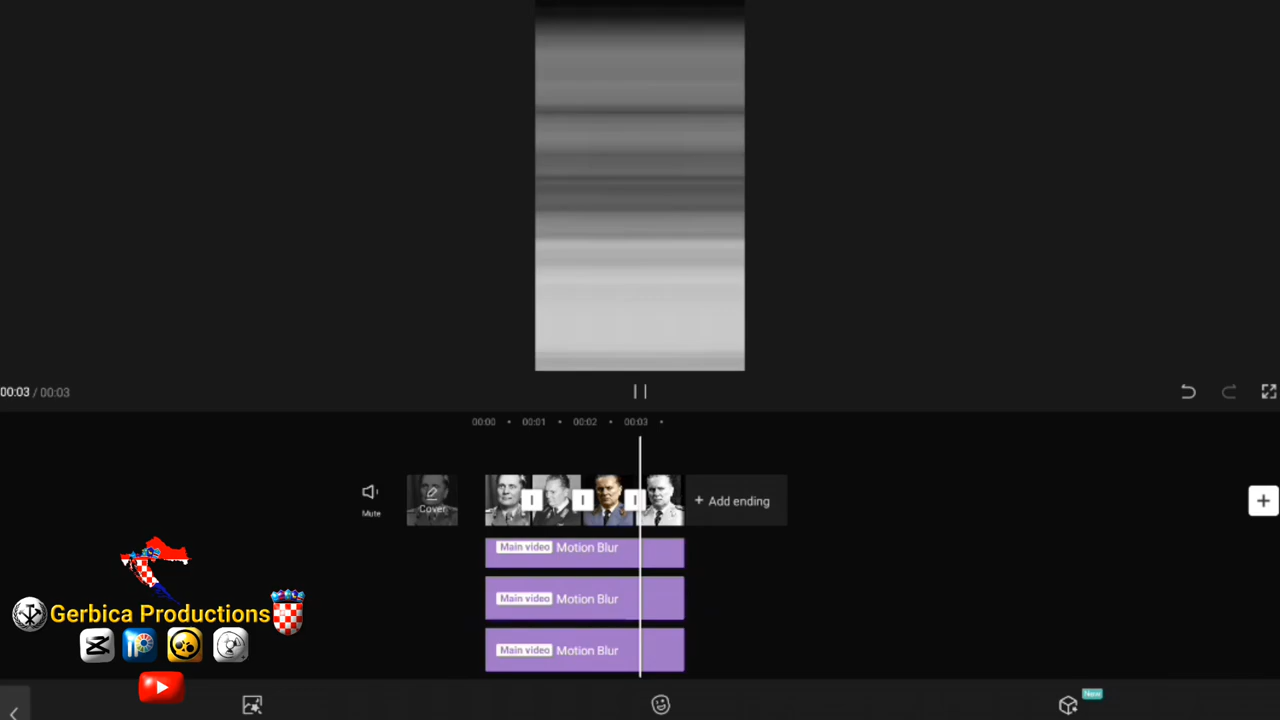 00:03 / 00:03
00:00 00:01 00:02 00:03
Mute
Cover
+ Add ending
Main video Motion Blur
Main video Motion Blur
Main video Motion Blur
Gerbica Productions
New